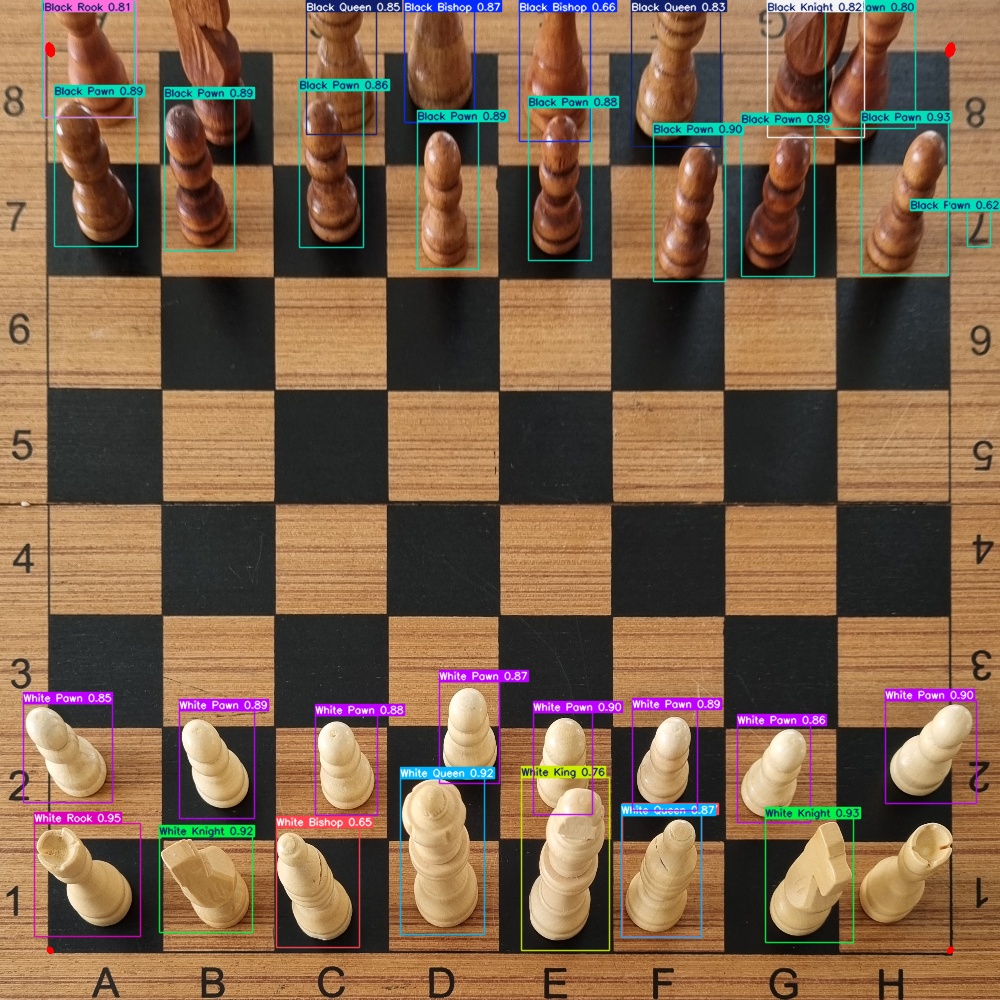 Black Rook 0.81
Black Queen 0.85
Black Bishop 0.87
Black Bishop 0.66
Black Queen 0.83
Black Knight 0.82
awn 0.80
8
8
Black Pawn 0.89
Black Pawn 0.89
Black Pawn 0.86
Black Pawn 0.89
Black Pawn 0.88
Black Pawn 0.90
Black Pawn 0.89
Black Pawn 0.93
Black Pawn 0.62
7
7
6
6
5
5
4
4
3
3
White Pawn 0.85
White Pawn 0.89
White Pawn 0.88
White Pawn 0.87
White Pawn 0.90
White Pawn 0.89
White Pawn 0.86
White Pawn 0.90
2
2
White Rook 0.95
White Knight 0.92
White Bishop 0.65
White Queen 0.92
White King 0.76
White Queen 0.87
White Knight 0.93
1
1
A B C D E F G H